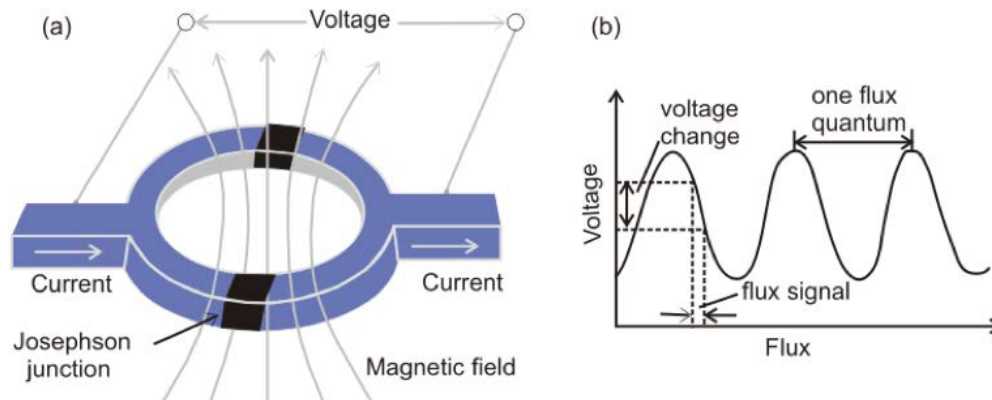 (a)
Voltage
Current
Current
Josephson
junction
Magnetic field
(b)
voltage
change
one flux
quantum
Voltage
flux signal
Flux